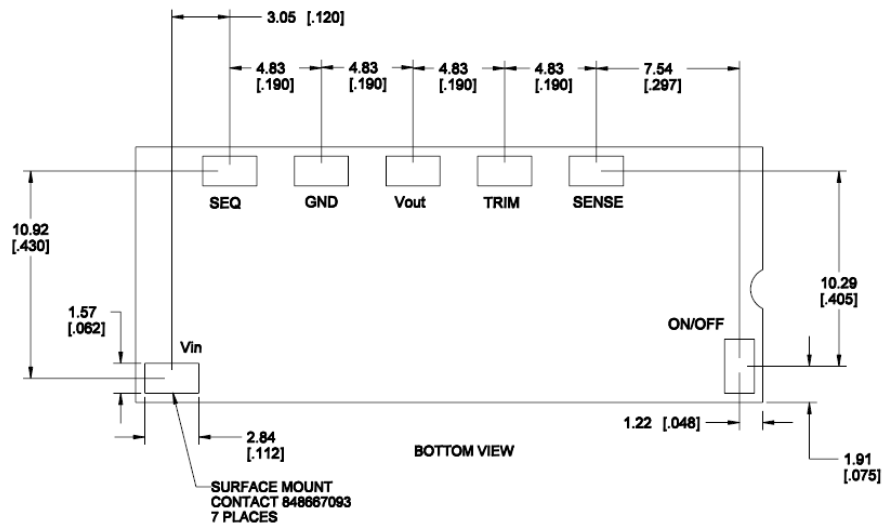 3.05 [.120]
4.83
[.190]
4.83
[.190]
4.83
[.190]
4.83
[.190]
7.54
[.297]
SEQ
GND
Vout
TRIM
SENSE
10.92
[.430]
10.29
[.405]
1.57
[.062]
Vin
ON/OFF
1.22 [.048]
2.84
[.112]
BOTTOM VIEW
1.91
[.075]
SURFACE MOUNT
CONTACT 848667093
7 PLACES